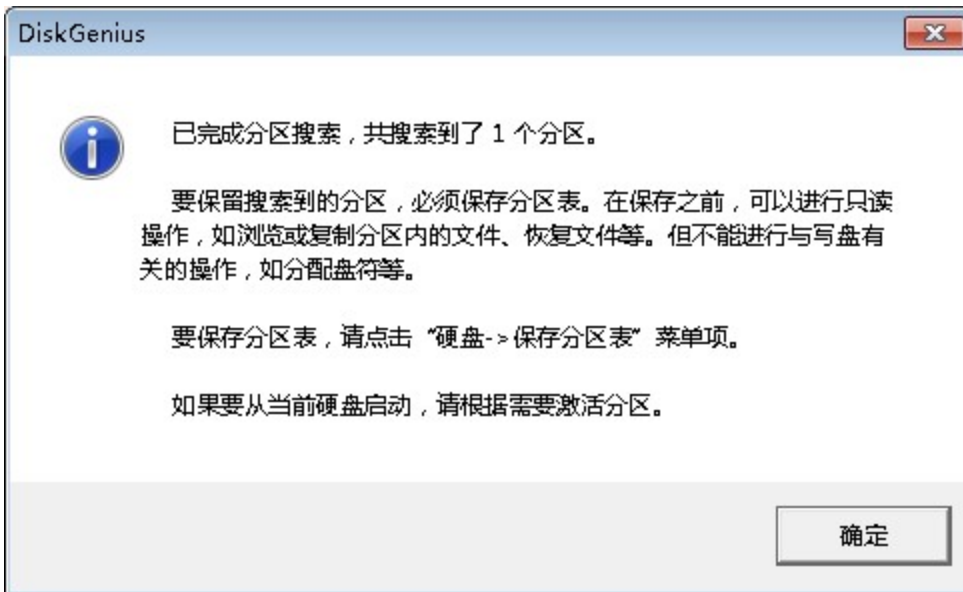 DiskGenius
已完成分区搜索，共搜索到了 1 个分区。
要保留搜索到的分区，必须保存分区表。在保存之前，可以进行只读
操作，如浏览或复制分区内的文件、恢复文件等。但不能进行与写盘有
关的操作，如分配盘符等。
要保存分区表，请点击“硬盘->保存分区表”菜单项。
如果要从当前硬盘启动，请根据需要激活分区。
确定